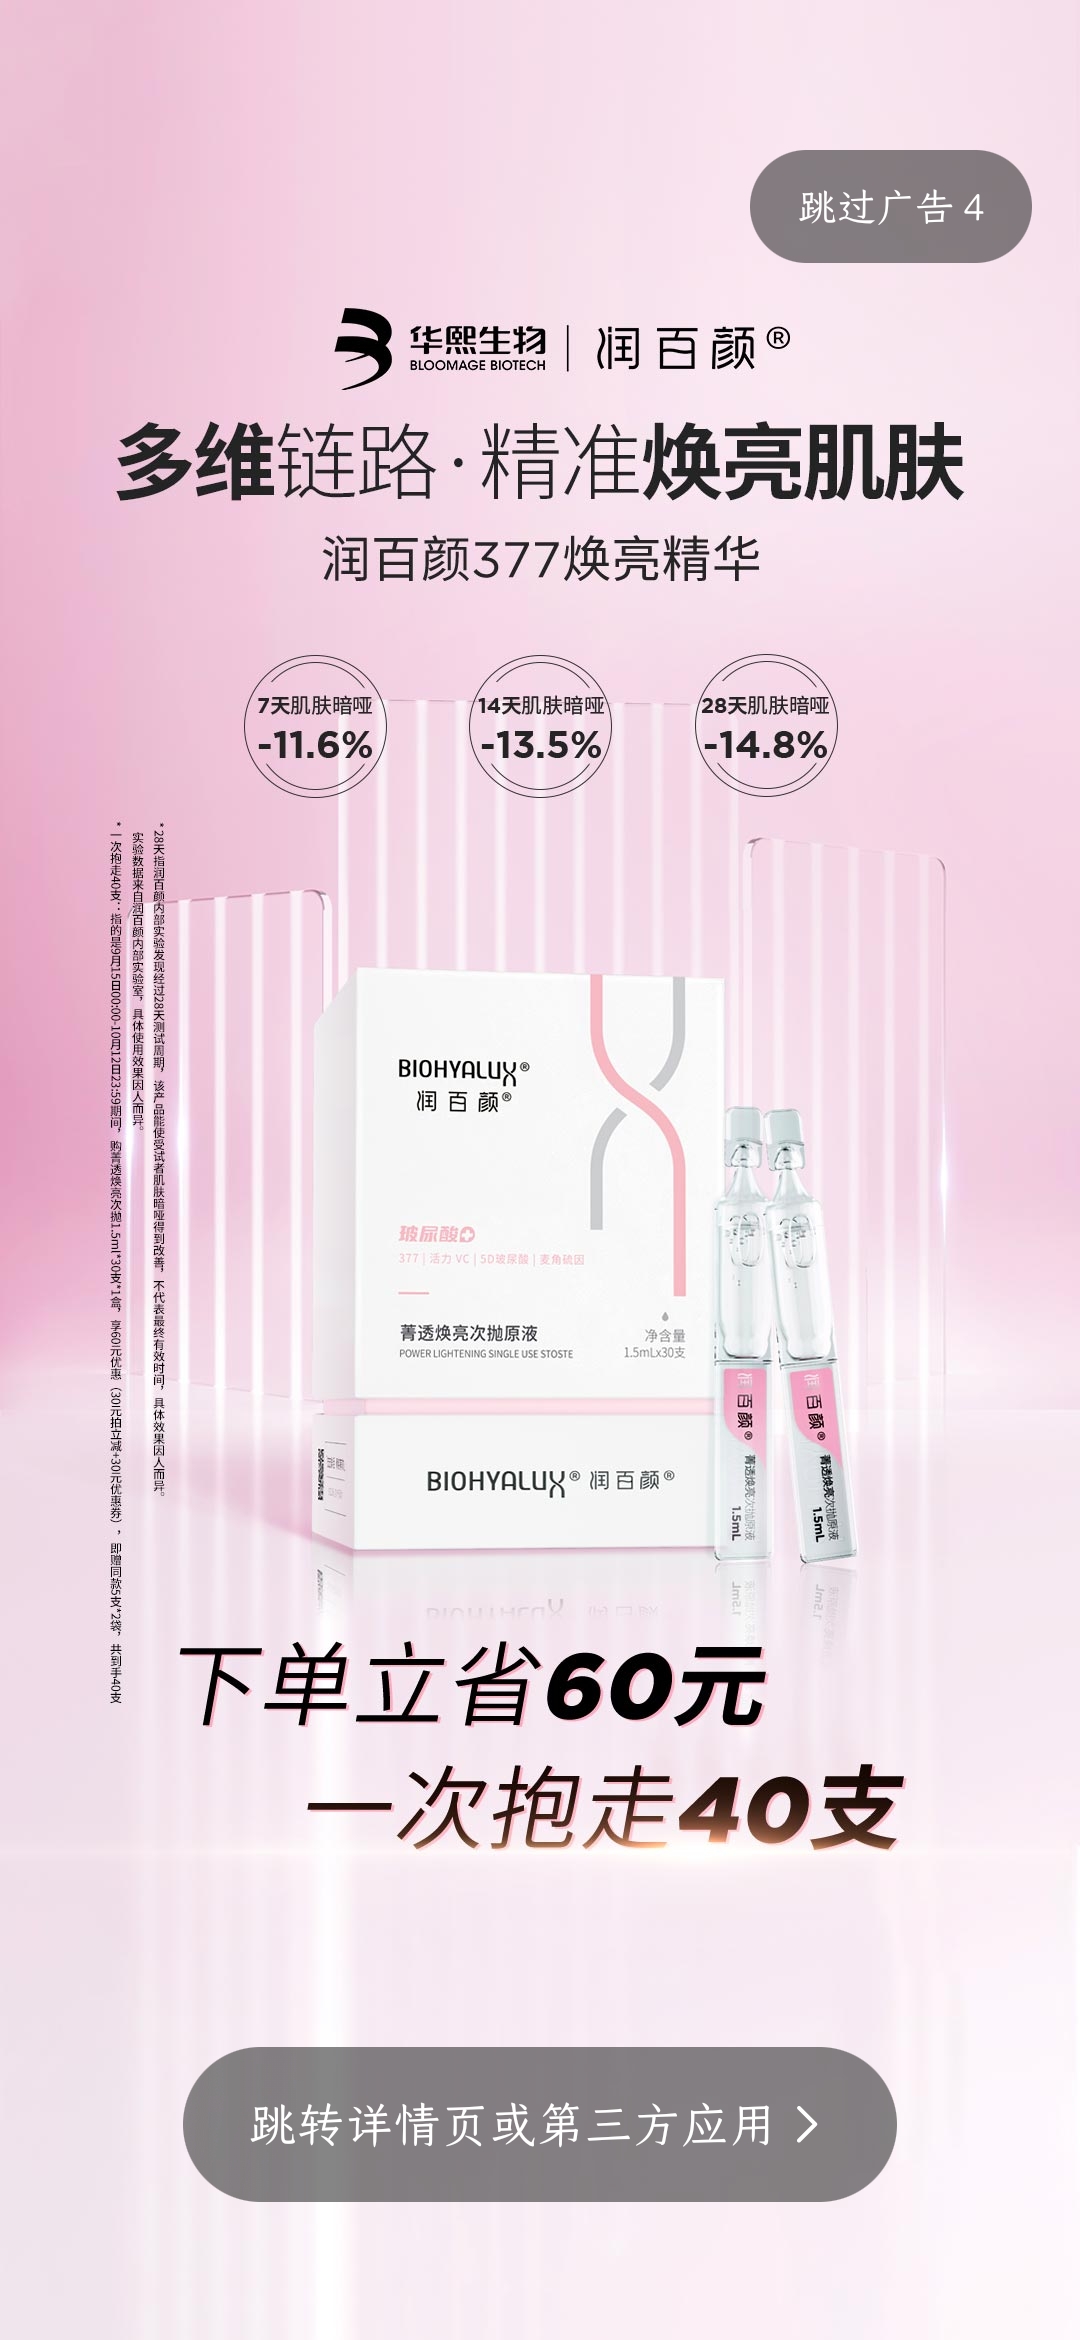 跳过广告 4
华熙生物
BLOOMAGE BIOTECH
润百颜®
多维链路·精准焕亮肌肤
润百颜377焕亮精华
7天肌肤暗哑
-11.6%
14天肌肤暗哑
-13.5%
28天肌肤暗哑
-14.8%
*28天指润百颜内部实验发现经过28天测试周期，该产品能使受试者肌肤暗哑得到改善，不代表最终有效时间，具体效果因人而异。
实验数据来自润百颜内部实验室，具体使用效果因人而异。
*一次抱走40支：指的是9月15日00:00-10月12日23:59期间，购菁透焕亮次抛1.5ml*30支*1盒，享60元优惠（30元拍立减+30元优惠券），即赠同款5支*2袋，共到手40支
BIOHYALUX®
润百颜®
玻尿酸
377 | 活力 VC | 5D玻尿酸 | 麦角硫因
菁透焕亮次抛原液
POWER LIGHTENING SINGLE USE STOSTE
净含量
1.5mLx30支
BIOHYALUX® 润百颜®
润百颜®
菁透焕亮次抛原液
1.5mL
润百颜®
菁透焕亮次抛原液
1.5mL
下单立省60元
一次抱走40支
跳转详情页或第三方应用 >